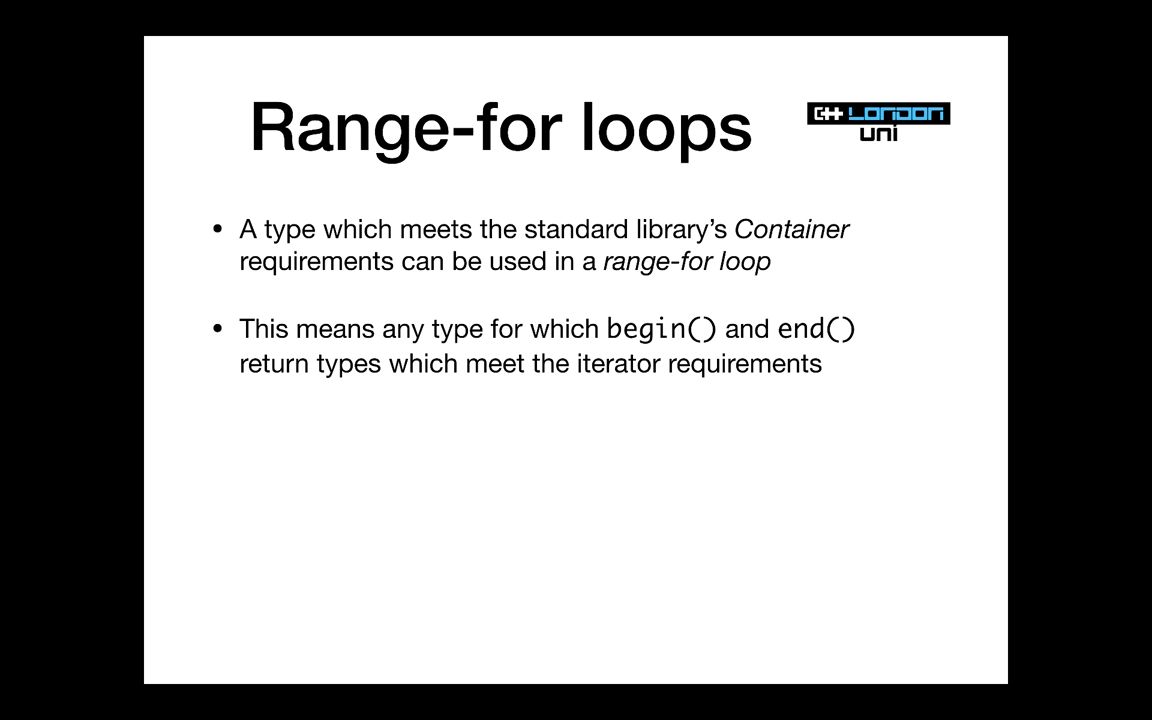 Range-for loops
C++ LONDON
uni
• A type which meets the standard library’s Container
requirements can be used in a range-for loop
• This means any type for which begin() and end()
return types which meet the iterator requirements